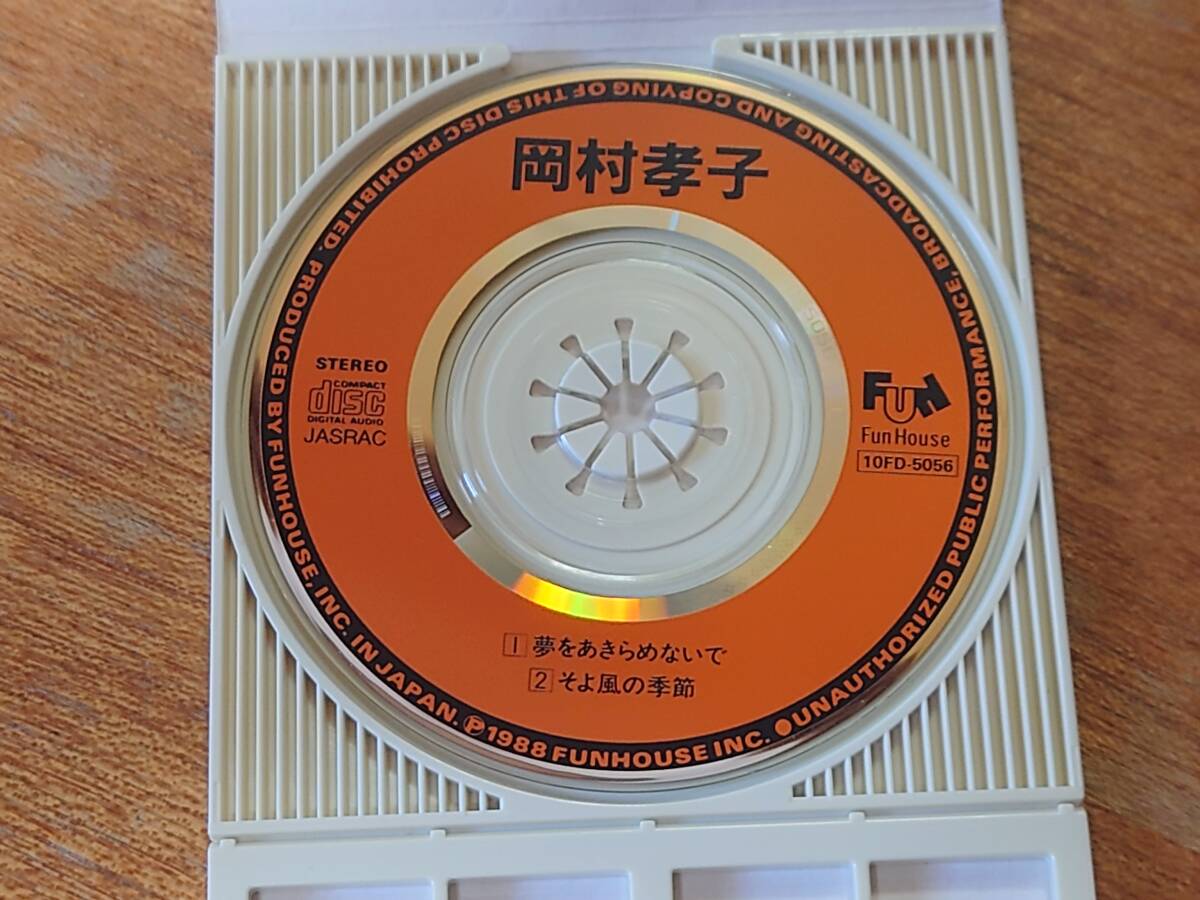 岡村孝子
STEREO
COMPACT
disc
DIGITAL AUDIO
JASRAC
FUN
Fun House
10FD-5056
1 夢をあきらめないで
2 そよ風の季節
PRODUCED BY FUNHOUSE, INC. IN JAPAN. Ⓟ1988 FUNHOUSE INC. ●UNAUTHORIZED PUBLIC PERFORMANCE, BROADCASTING AND COPYING OF THIS DISC PROHIBITED.